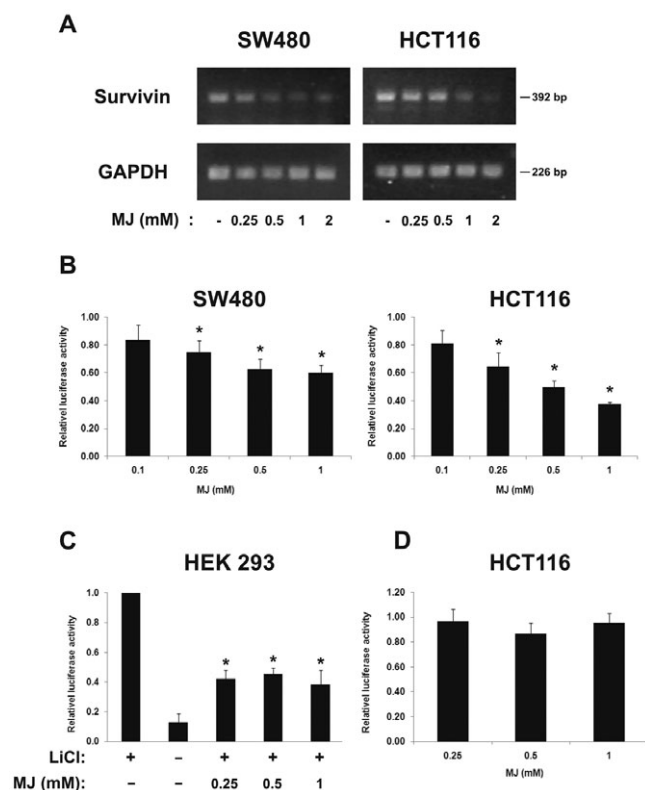 A
SW480 HCT116
Survivin
392 bp
GAPDH
226 bp
MJ (mM) : - 0.25 0.5 1 2 - 0.25 0.5 1 2
B
SW480
Relativel luciferase activity
1.00
0.80
0.60
0.40
0.20
0.00
* * *
0.1 0.25 0.5 1
MJ (mM)
HCT116
Relativel luciferase activity
1.00
0.80
0.60
0.40
0.20
0.00
* * *
0.1 0.25 0.5 1
MJ (mM)
C
HEK 293
Relativel luciferase activity
1.0
0.8
0.6
0.4
0.2
0.0
* * *
LiCl: + – + + +
MJ (mM): – – 0.25 0.5 1
D
HCT116
Relativel luciferase activity
1.20
1.00
0.80
0.60
0.40
0.20
0.00
0.25 0.5 1
MJ (mM)